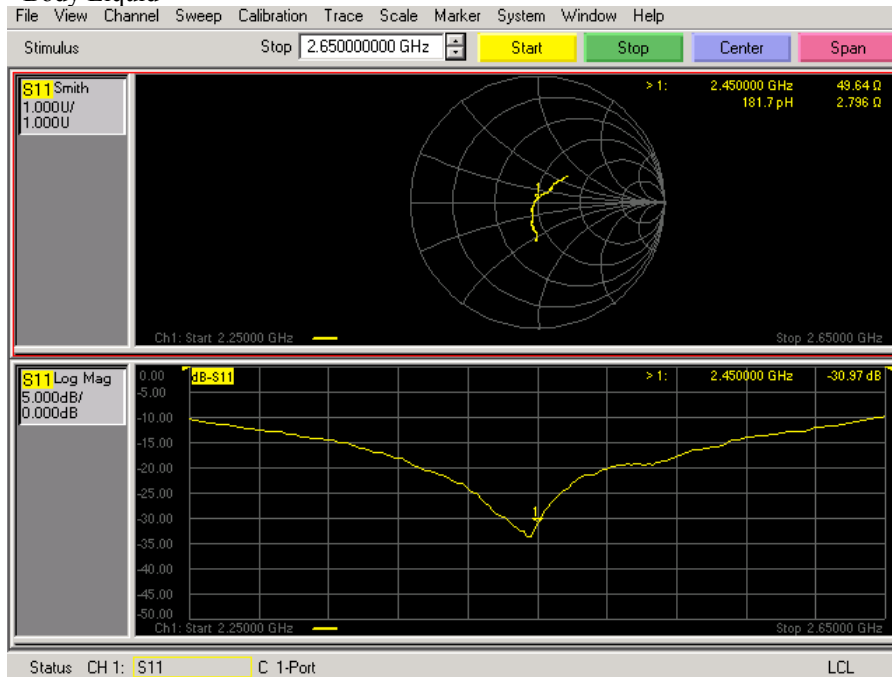 Body Liquid
File View Channel Sweep Calibration Trace Scale Marker System Window Help
Stimulus Stop 2.650000000 GHz Start Stop Center Span
S11 Smith
1.000U/
1.000U
> 1: 2.450000 GHz 49.64 Ω
181.7 pH 2.796 Ω
1
Ch1: Start 2.25000 GHz Stop 2.65000 GHz
S11 Log Mag
5.000dB/
0.000dB
dB-S11
> 1: 2.450000 GHz -30.97 dB
0.00
-5.00
-10.00
-15.00
-20.00
-25.00
-30.00
-35.00
-40.00
-45.00
-50.00
1
Ch1: Start 2.25000 GHz Stop 2.65000 GHz
Status CH 1: S11 C 1-Port LCL